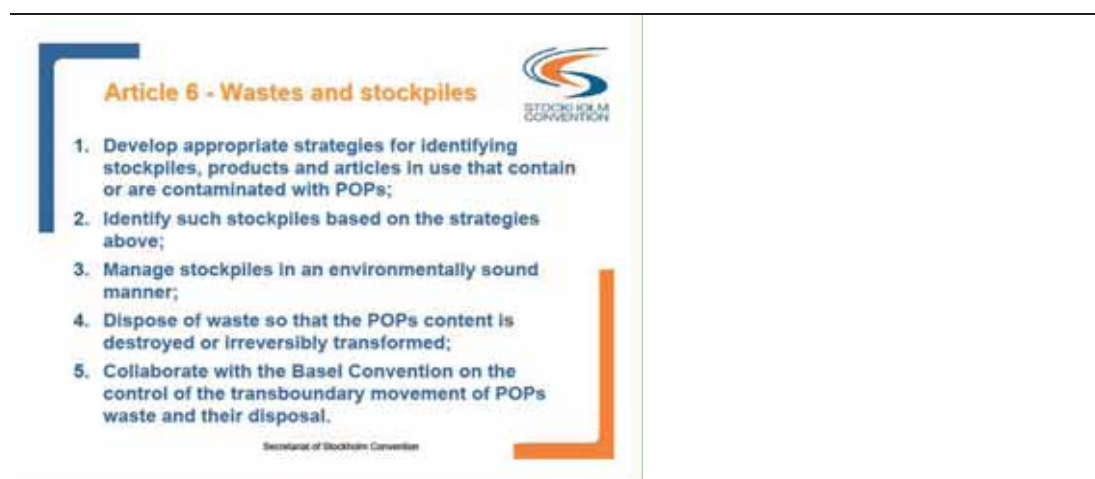 Article 6 - Wastes and stockpiles
STOCKHOLM
CONVENTION
1. Develop appropriate strategies for identifying
stockpiles, products and articles in use that contain
or are contaminated with POPs;
2. Identify such stockpiles based on the strategies
above;
3. Manage stockpiles in an environmentally sound
manner;
4. Dispose of waste so that the POPs content is
destroyed or irreversibly transformed;
5. Collaborate with the Basel Convention on the
control of the transboundary movement of POPs
waste and their disposal.
Secretariat of Stockholm Convention